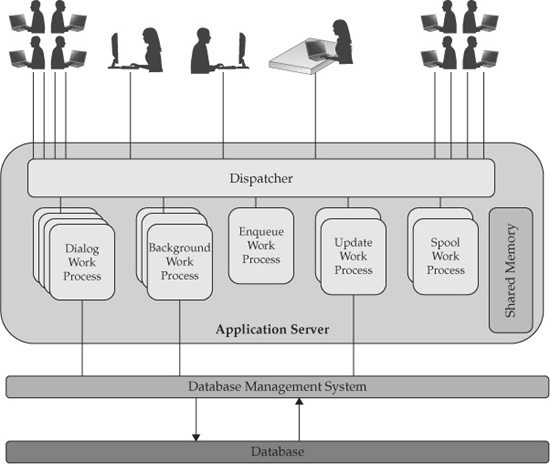 Dispatcher
Dialog
Work
Process
Background
Work
Process
Enqueue
Work
Process
Update
Work
Process
Spool
Work
Process
Shared Memory
Application Server
Database Management System
Database